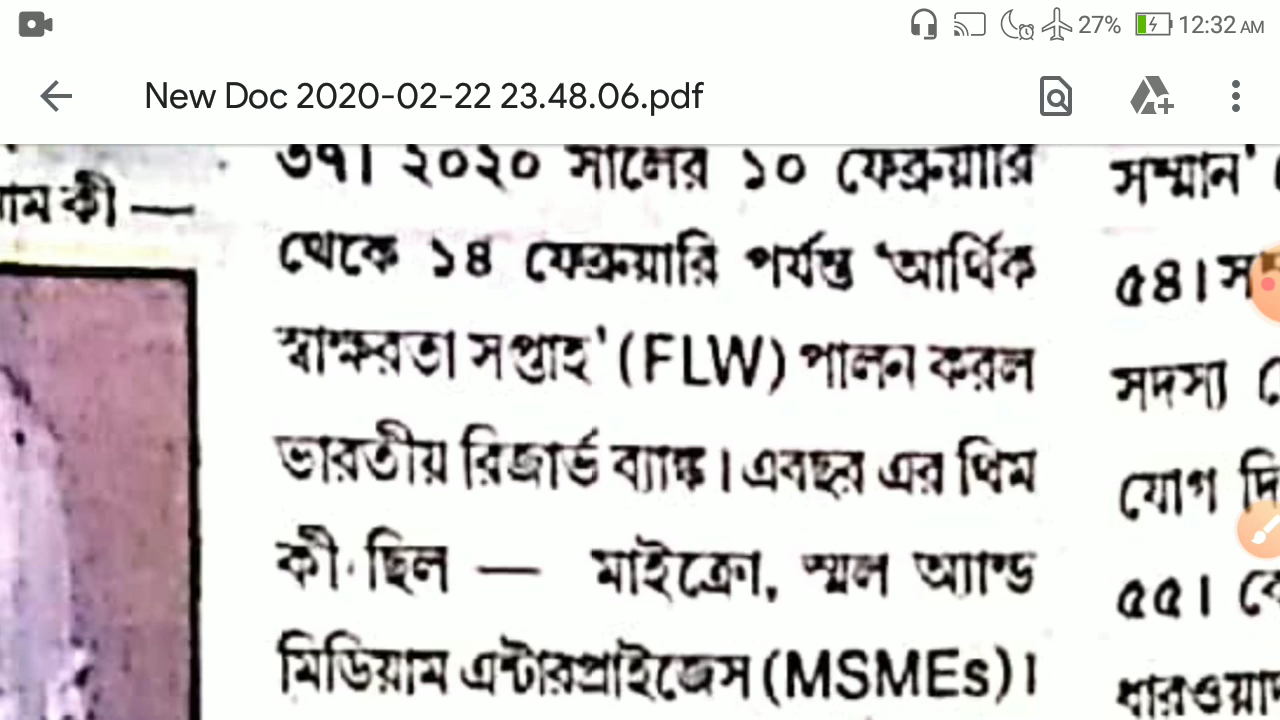 27% 12:32 AM
New Doc 2020-02-22 23.48.06.pdf
কী —
৩৭। ২০২০ সালের ১০ ফেব্রুয়ারি
থেকে ১৪ ফেব্রুয়ারি পর্যন্ত 'আর্থিক
স্বাক্ষরতা সপ্তাহ' (FLW) পালন করল
ভারতীয় রিজার্ভ ব্যাঙ্ক। এবছর এর থিম
কী ছিল — মাইক্রো, স্মল অ্যান্ড
মিডিয়াম এন্টারপ্রাইজেস (MSMEs)।
সম্মান'
৫৪।
সদস্য
যোগ
৫৫।